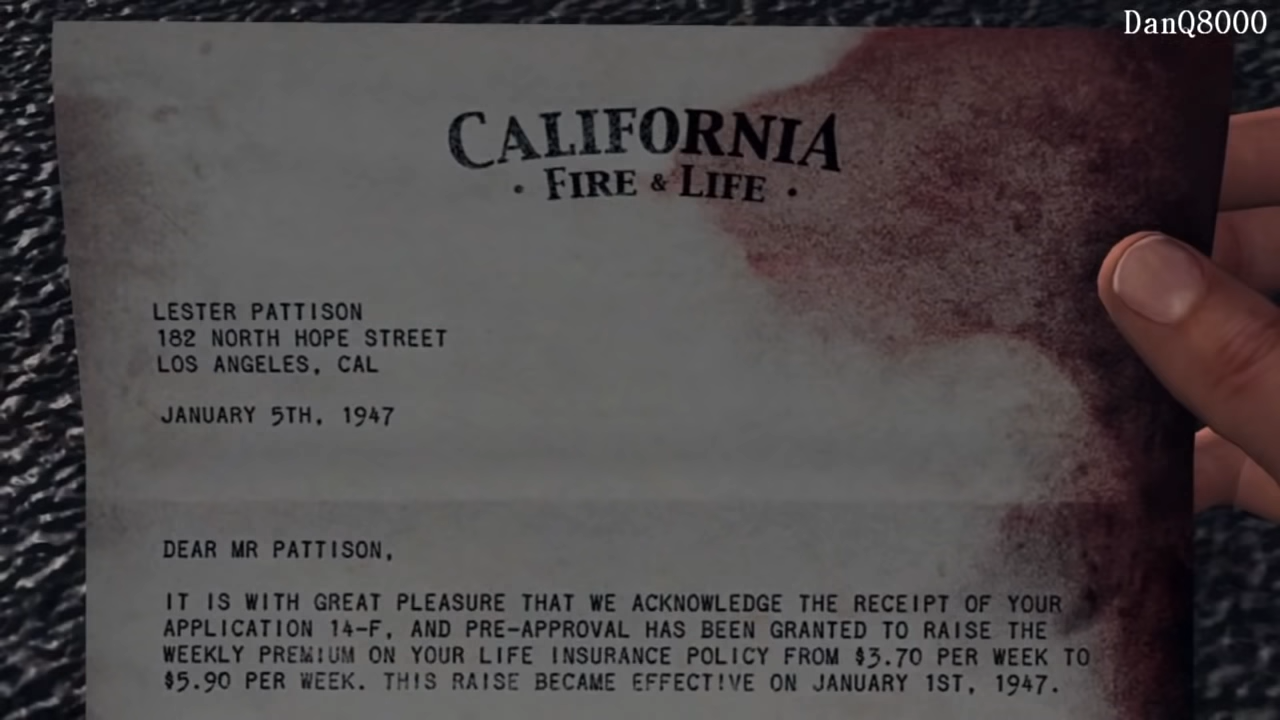 DanQ8000
CALIFORNIA
• FIRE & LIFE •
LESTER PATTISON
182 NORTH HOPE STREET
LOS ANGELES, CAL
JANUARY 5TH, 1947
DEAR MR PATTISON,
IT IS WITH GREAT PLEASURE THAT WE ACKNOWLEDGE THE RECEIPT OF YOUR
APPLICATION 14-F, AND PRE-APPROVAL HAS BEEN GRANTED TO RAISE THE
WEEKLY PREMIUM ON YOUR LIFE INSURANCE POLICY FROM $3.70 PER WEEK TO
$5.90 PER WEEK. THIS RAISE BECAME EFFECTIVE ON JANUARY 1ST, 1947.